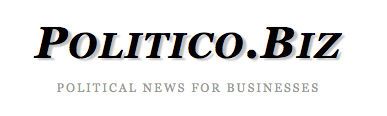 Politico.Biz
POLITICAL NEWS FOR BUSINESSES